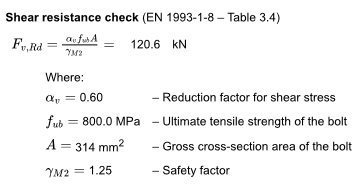 Shear resistance check (EN 1993-1-8 – Table 3.4)
F_{v,Rd} = \frac{α_v f_{ub} A}{γ_{M2}} = 120.6 kN
Where:
α_v = 0.60 – Reduction factor for shear stress
f_{ub} = 800.0 MPa – Ultimate tensile strength of the bolt
A = 314 mm² – Gross cross-section area of the bolt
γ_{M2} = 1.25 – Safety factor